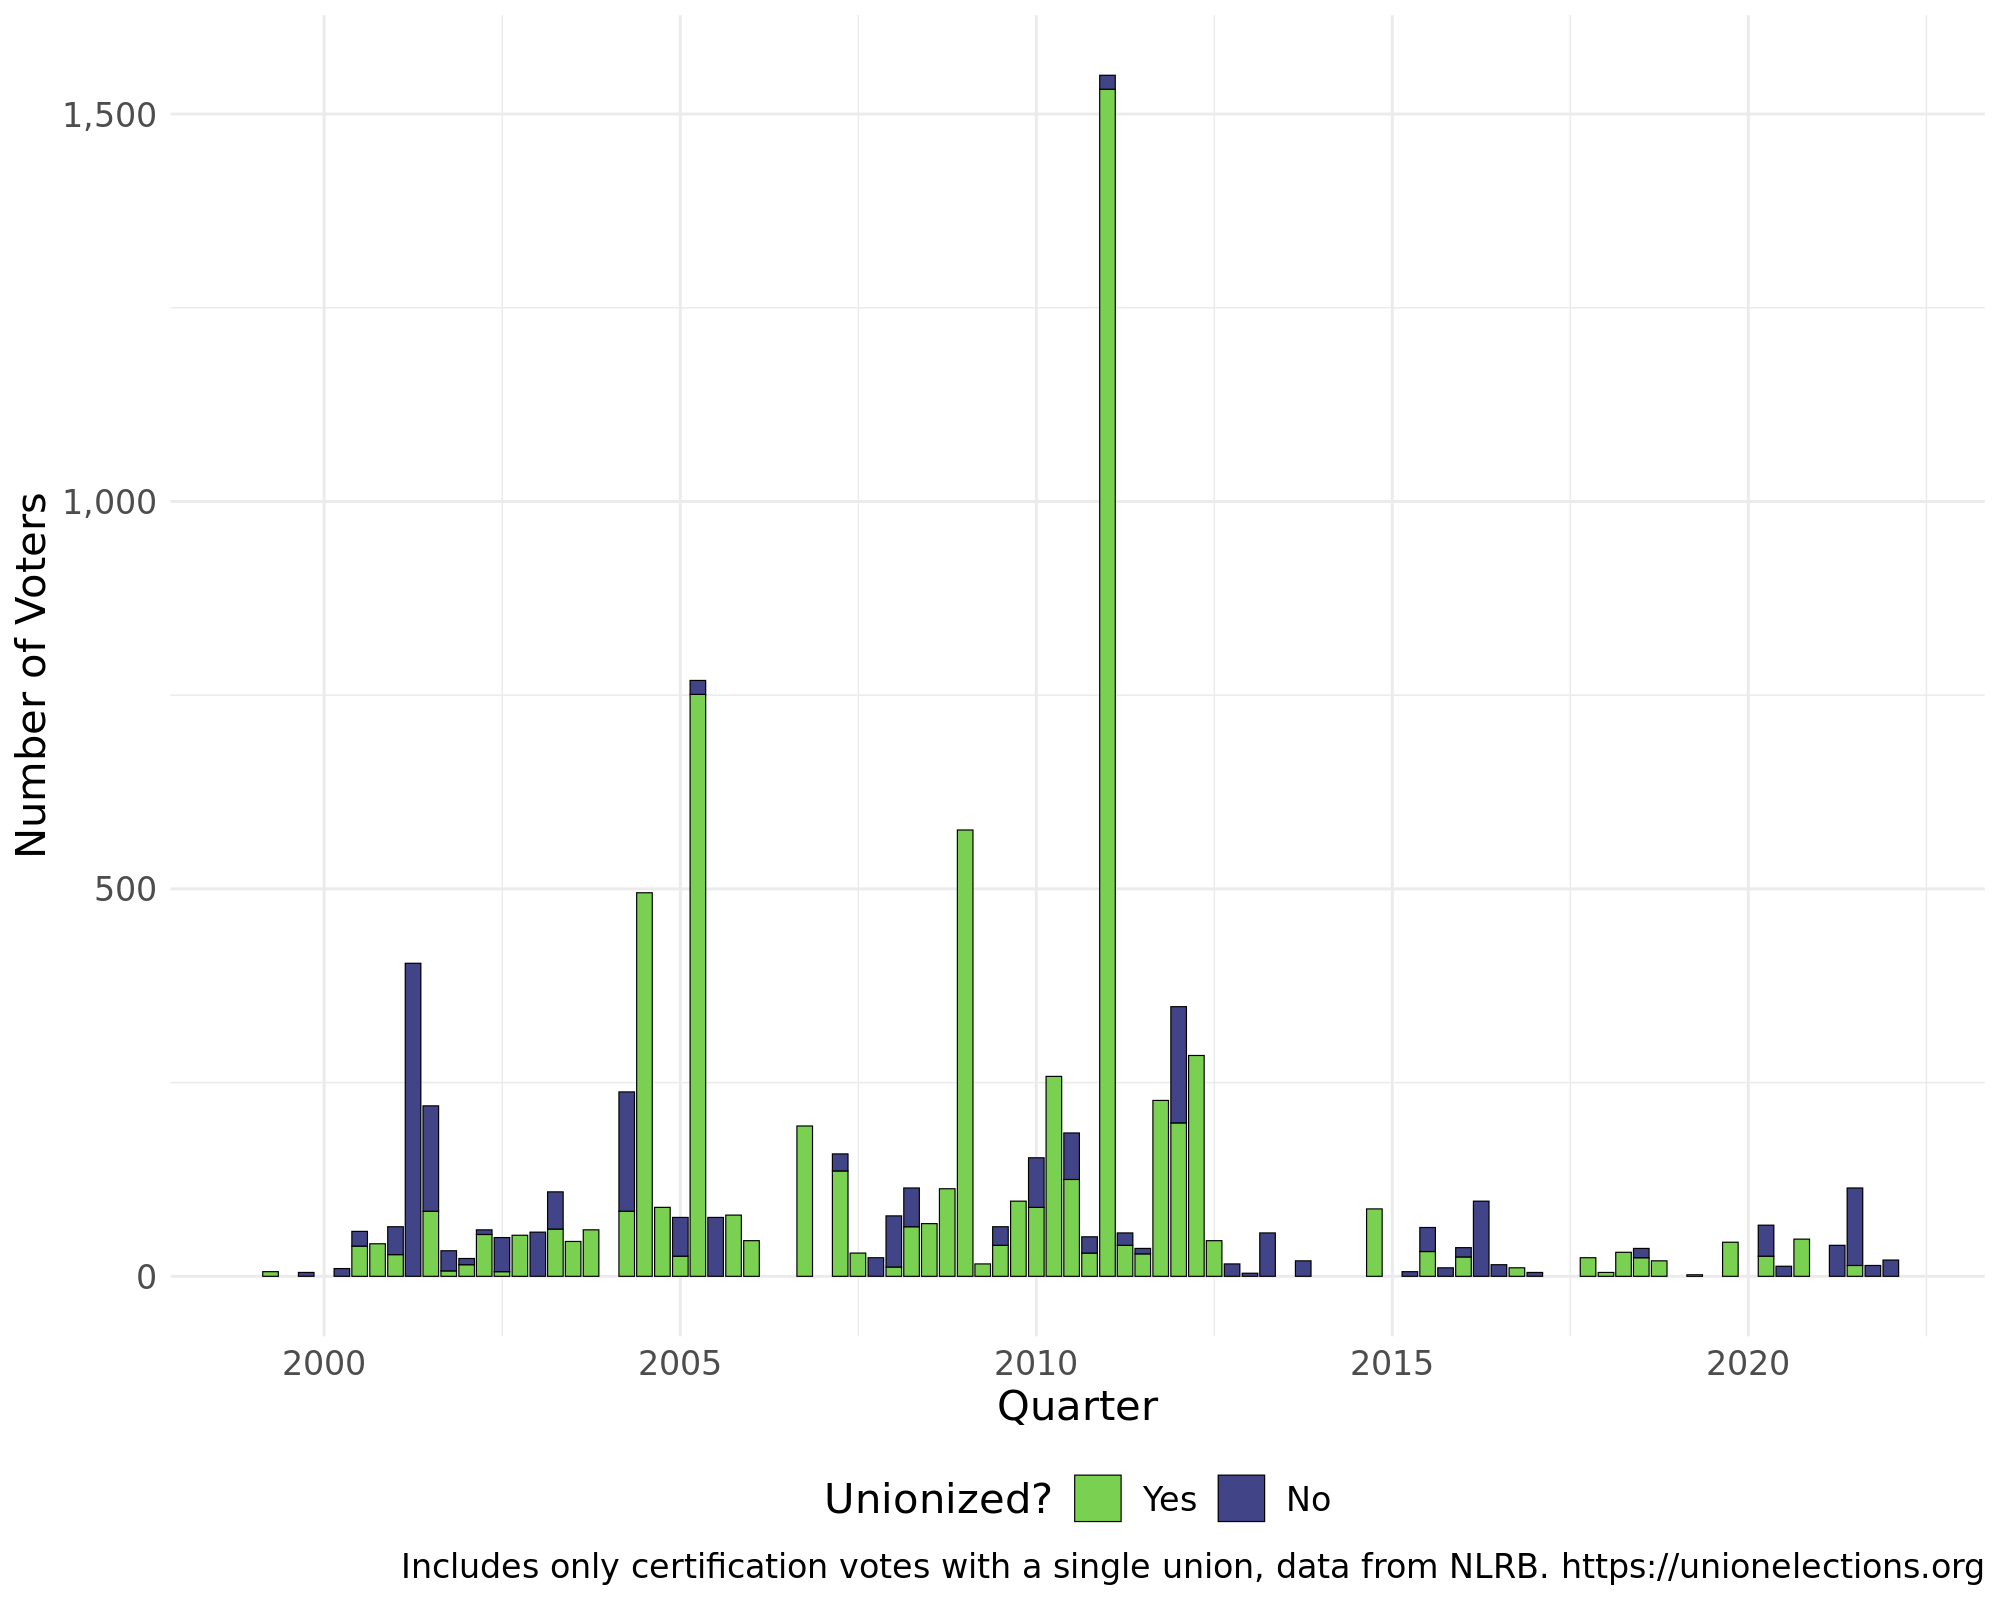 1,500
1,000
500
0
Number of Voters
2000 2005 2010 2015 2020
Quarter
Unionized? Yes No
Includes only certification votes with a single union, data from NLRB. https://unionelections.org